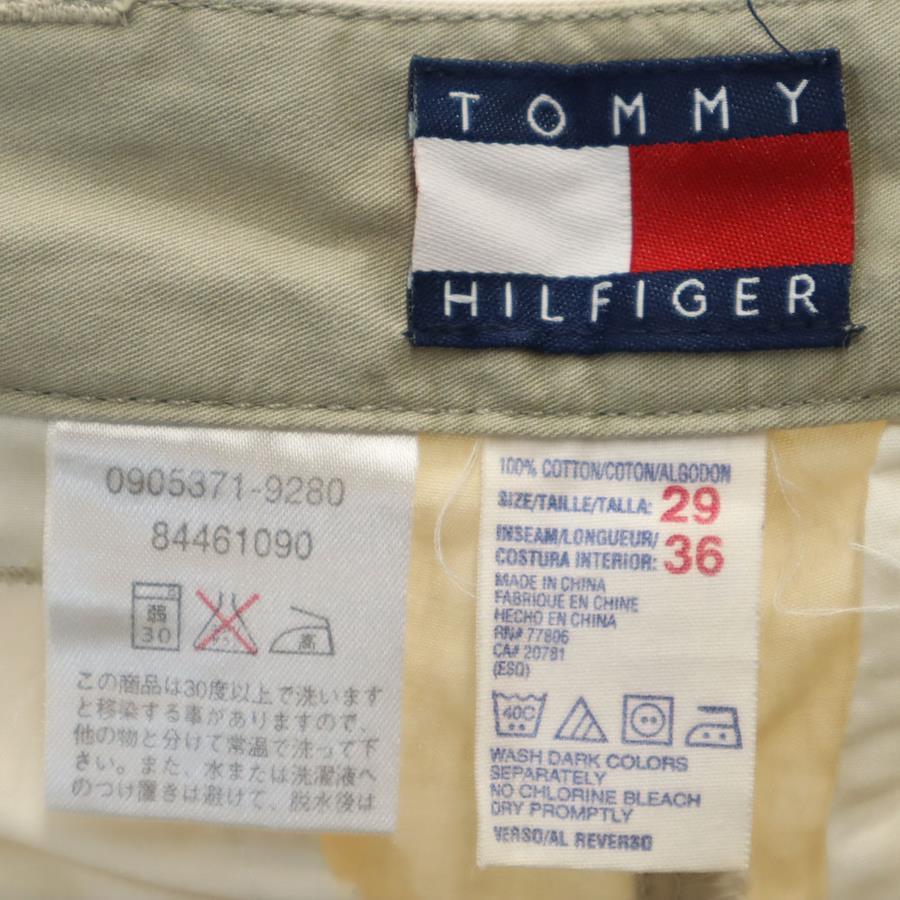 TOMMY
HILFIGER
0905371-9280
84461090
弱
30
高
この商品は30度以上で洗います
と移染する事がありますので、
他の物と分けて常温で洗って下
さい。また、水または洗濯液へ
のつけ置きは避けて、脱水後は
100% COTTON/COTON/ALGODON
SIZE/TAILLE/TALLA: 29
INSEAM/LONGUEUR/
COSTURA INTERIOR: 36
MADE IN CHINA
FABRIQUE EN CHINE
HECHO EN CHINA
RN# 77806
CA# 20781
(ESQ)
40C
WASH DARK COLORS
SEPARATELY
NO CHLORINE BLEACH
DRY PROMPTLY
VERSO/AL REVERSO